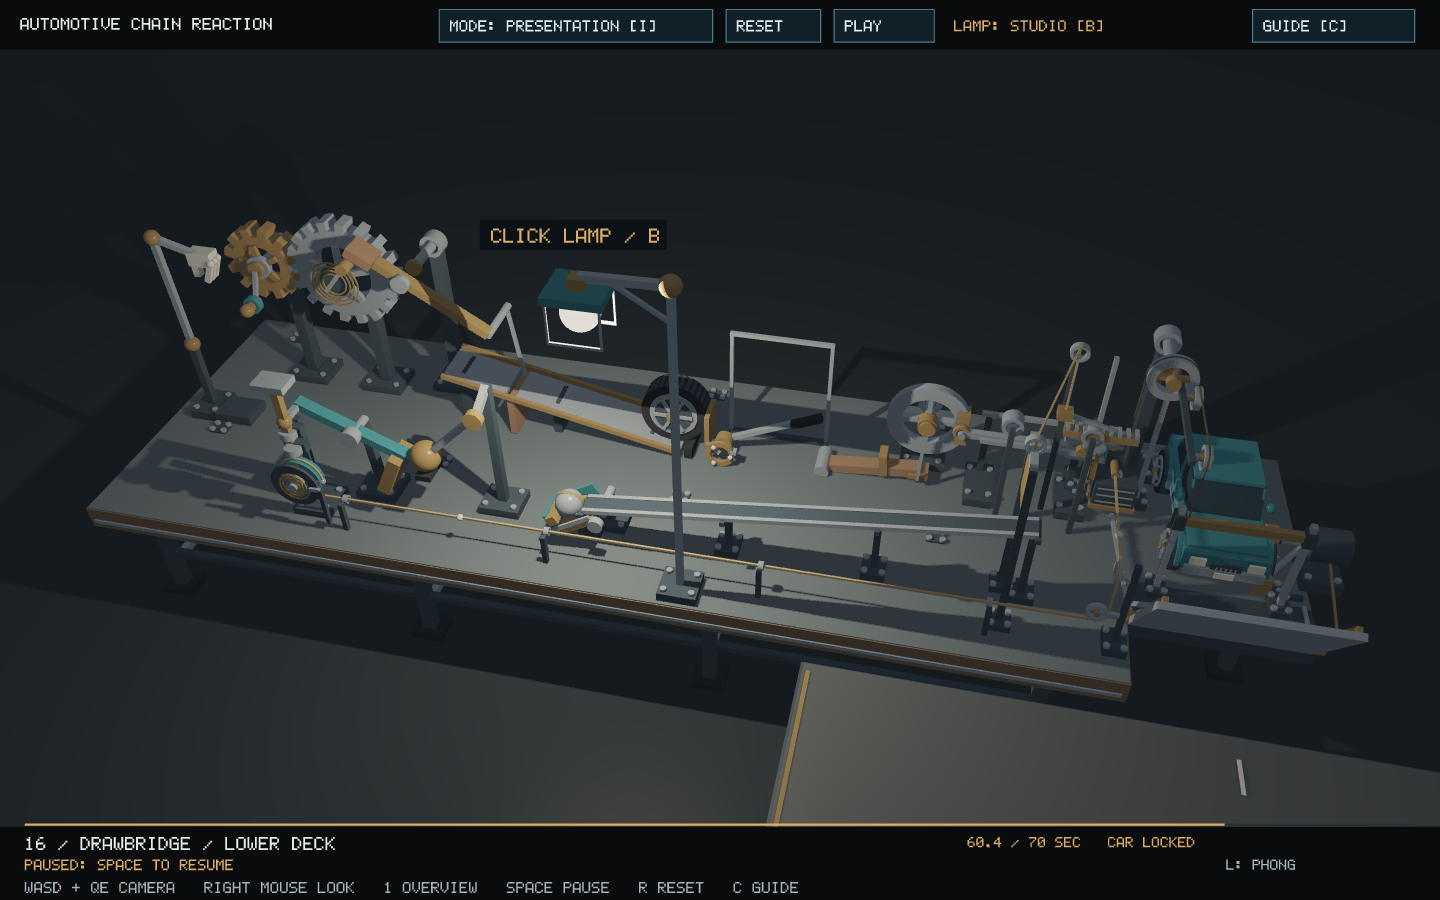 AUTOMOTIVE CHAIN REACTION
MODE: PRESENTATION [I]
RESET
PLAY
LAMP: STUDIO [B]
GUIDE [C]
CLICK LAMP / B
16 / DRAWBRIDGE / LOWER DECK
60.4 / 70 SEC CAR LOCKED
PAUSED: SPACE TO RESUME
L: PHONG
WASD + QE CAMERA RIGHT MOUSE LOOK 1 OVERVIEW SPACE PAUSE R RESET C GUIDE